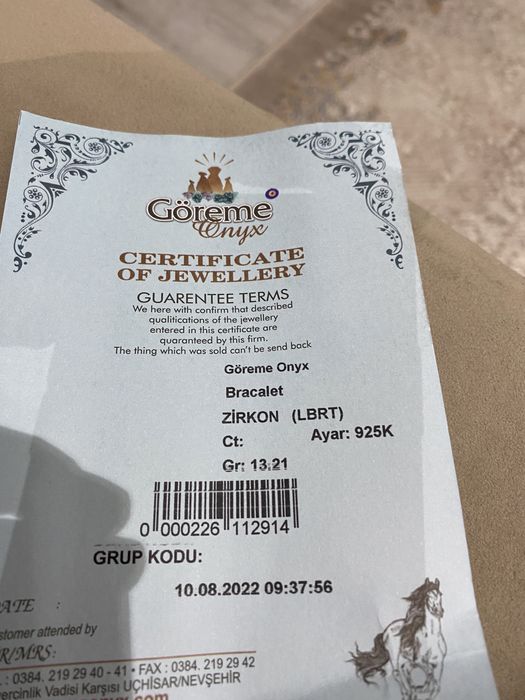 Göreme
Onyx
CERTIFICATE
OF JEWELLERY
GUARENTEE TERMS
We here with confirm that described
qualitications of the jewellery
entered in this certificate are
quaranteed by this firm.
The thing which was sold can't be send back
Göreme Onyx
Bracalet
ZİRKON (LBRT)
Ct: Ayar: 925K
Gr: 13.21
0 000226 112914
GRUP KODU:
10.08.2022 09:37:56
ATE :
stomer attended by
R/MRS:
: 0384. 219 29 40 - 41 • FAX : 0384. 219 29 42
ercinlik Vadisi Karşısı UÇHİSAR/NEVŞEHİR
.com